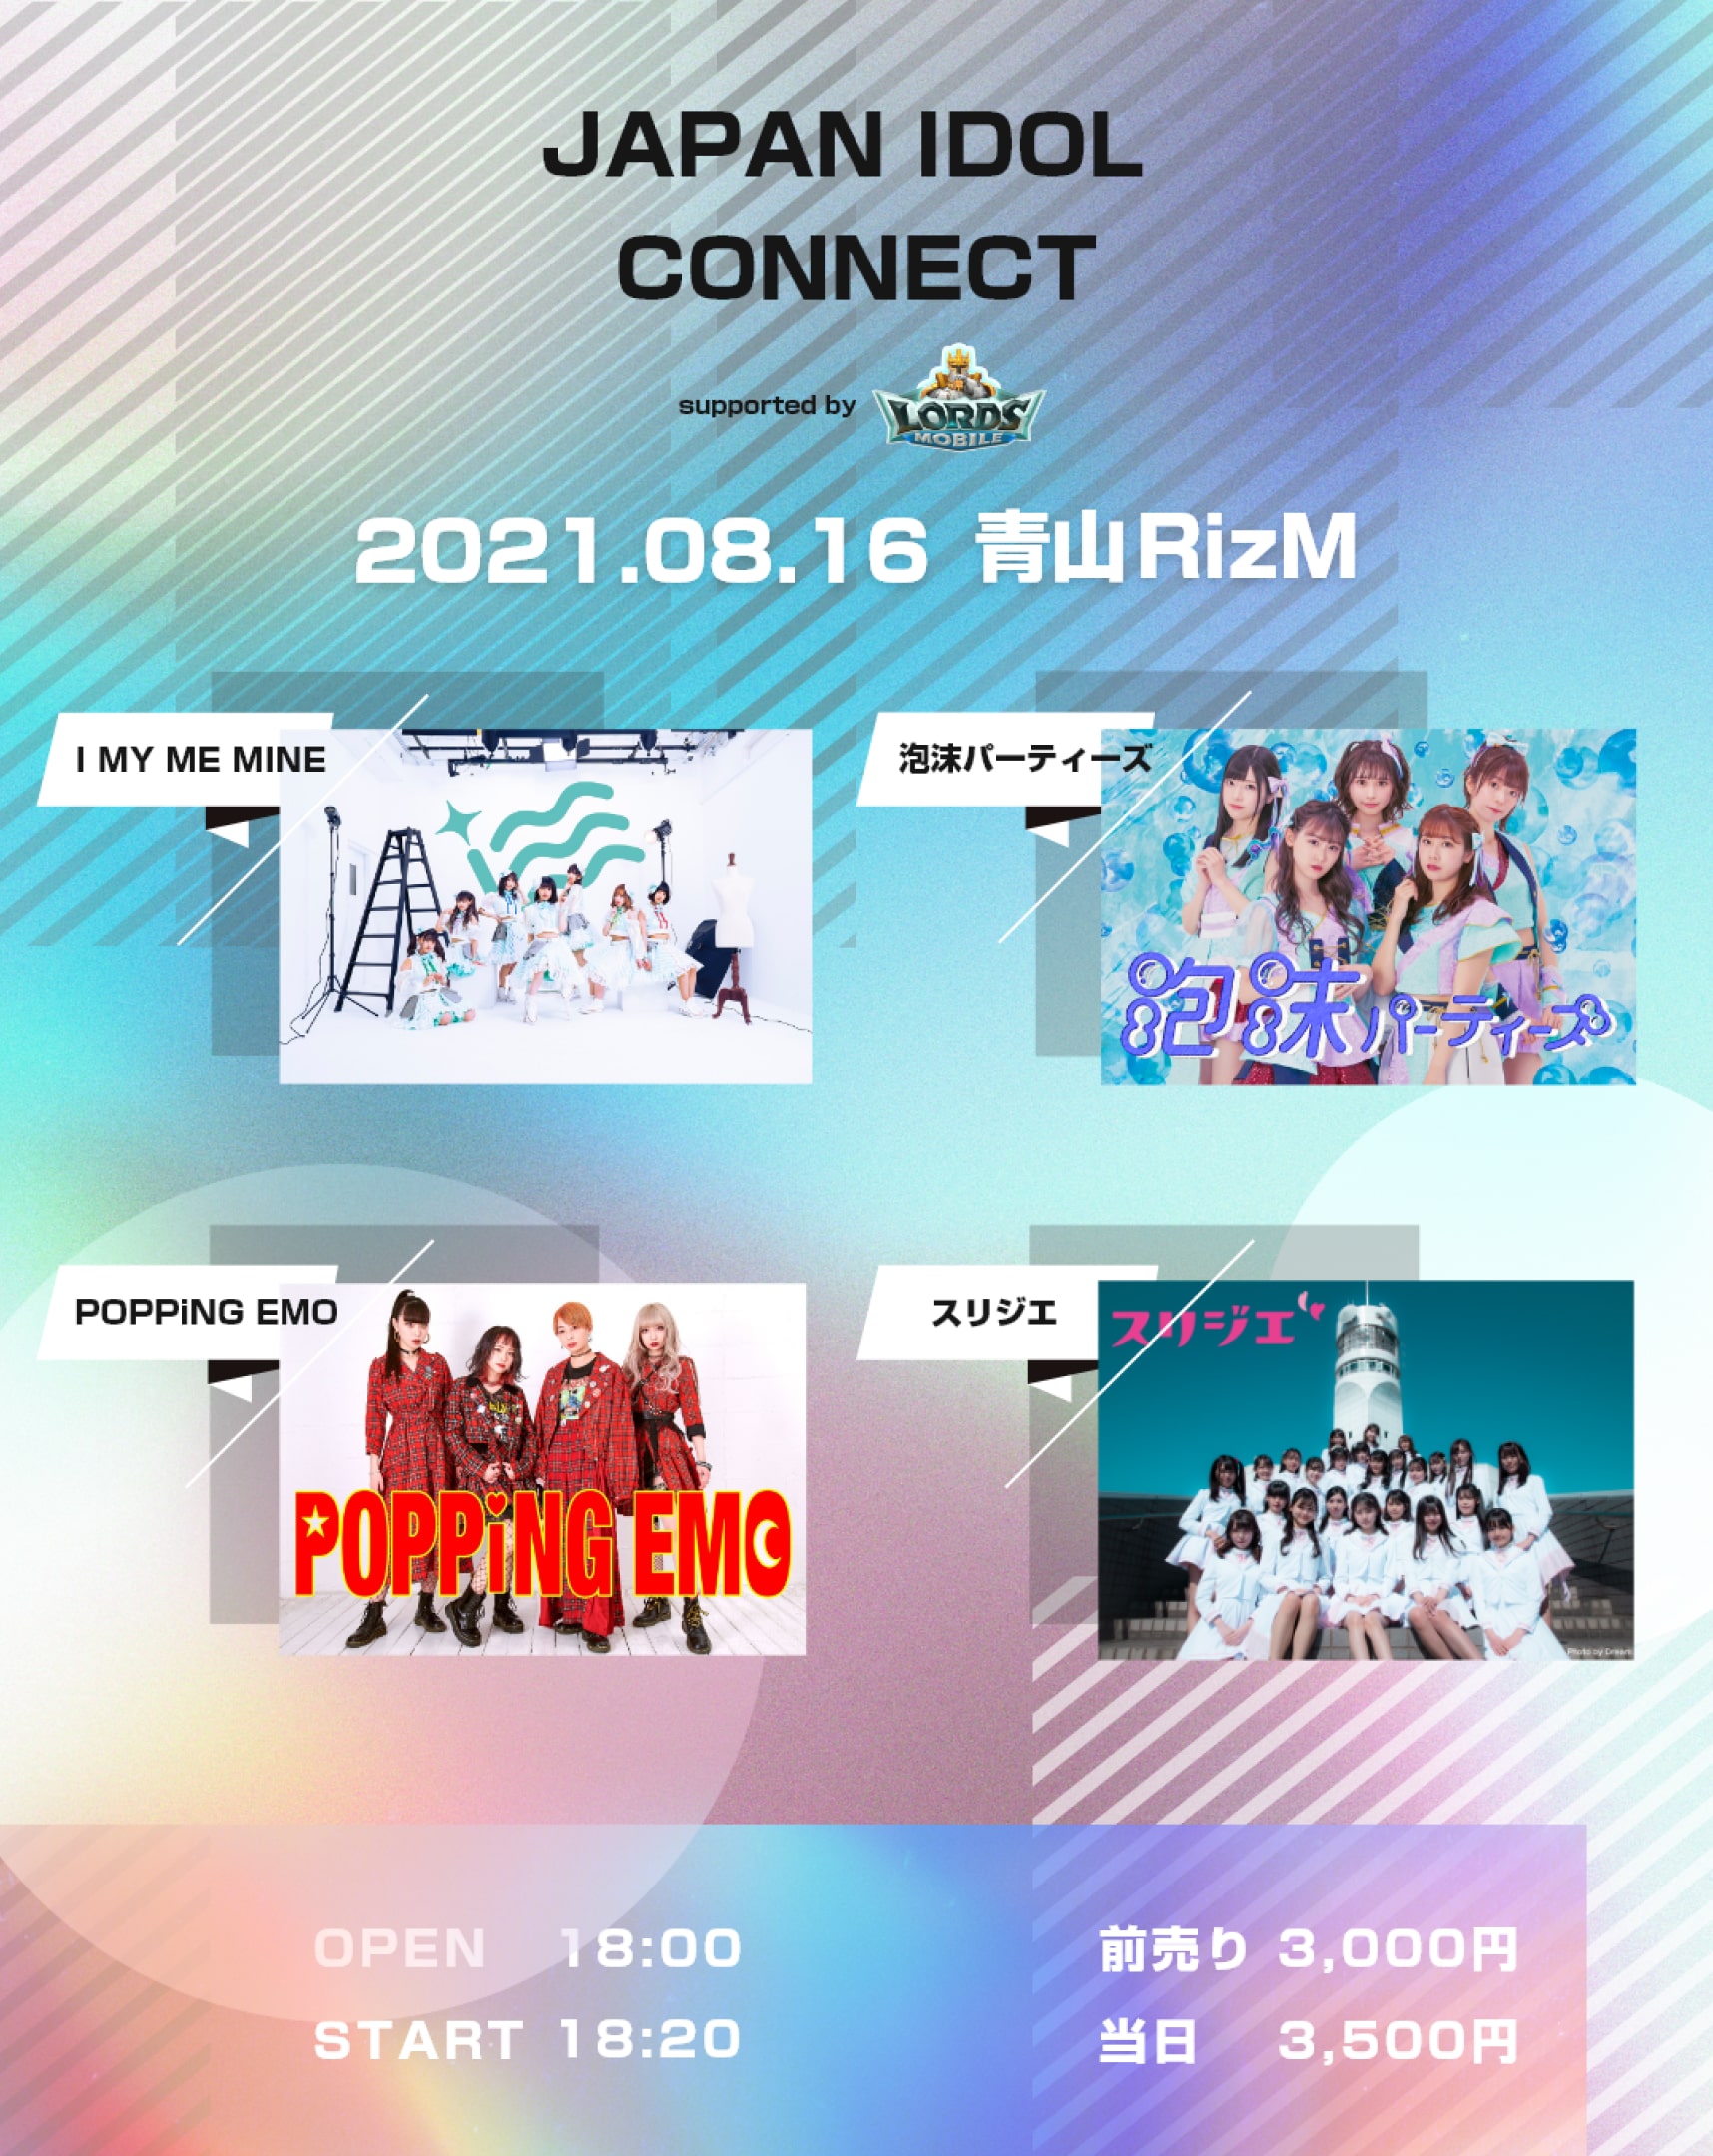 JAPAN IDOL
CONNECT
supported by
LORDS
MOBILE
2021.08.16 青山RizM
I MY ME MINE
泡沫パーティーズ
泡沫パーティーズ
POPPiNG EMO
POPPiNG EMO
スリジエ
スリジエ
Photo by Dream
OPEN 18:00
START 18:20
前売り 3,000円
当日 3,500円